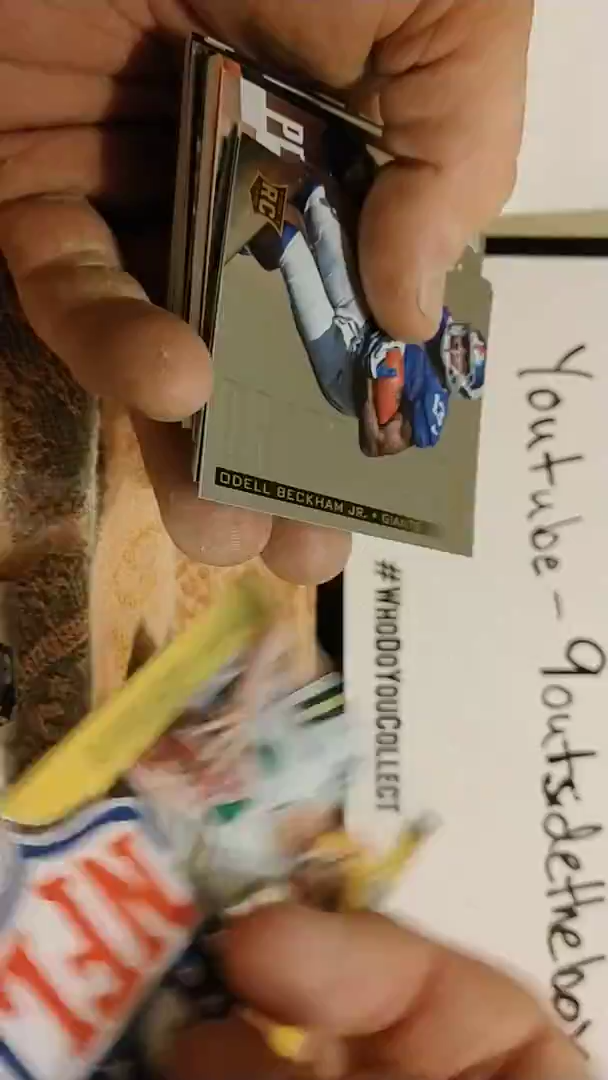 RC
ODELL BECKHAM JR. • GIANTS
Youtube - 9outsidethebox
#WHODOYOUCOLLECT
NFL